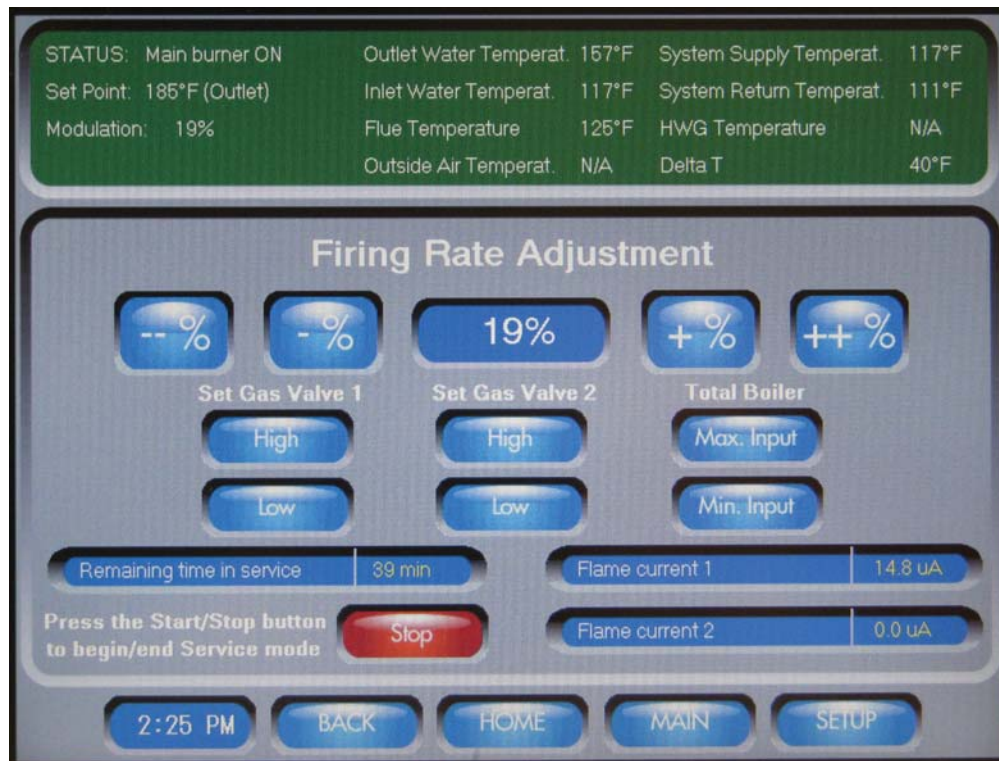 STATUS: Main burner ON
Outlet Water Temperat. 157°F
System Supply Temperat. 117°F
Set Point: 185°F (Outlet)
Inlet Water Temperat. 117°F
System Return Temperat. 111°F
Modulation: 19%
Flue Temperature 125°F
HWG Temperature N/A
Outside Air Temperat. N/A
Delta T 40°F
Firing Rate Adjustment
-- % - % 19% + % ++ %
Set Gas Valve 1 Set Gas Valve 2 Total Boiler
High High Max. Input
Low Low Min. Input
Remaining time in service 39 min
Flame current 1 14.8 uA
Press the Start/Stop button
to begin/end Service mode
Stop
Flame current 2 0.0 uA
2:25 PM BACK HOME MAIN SETUP